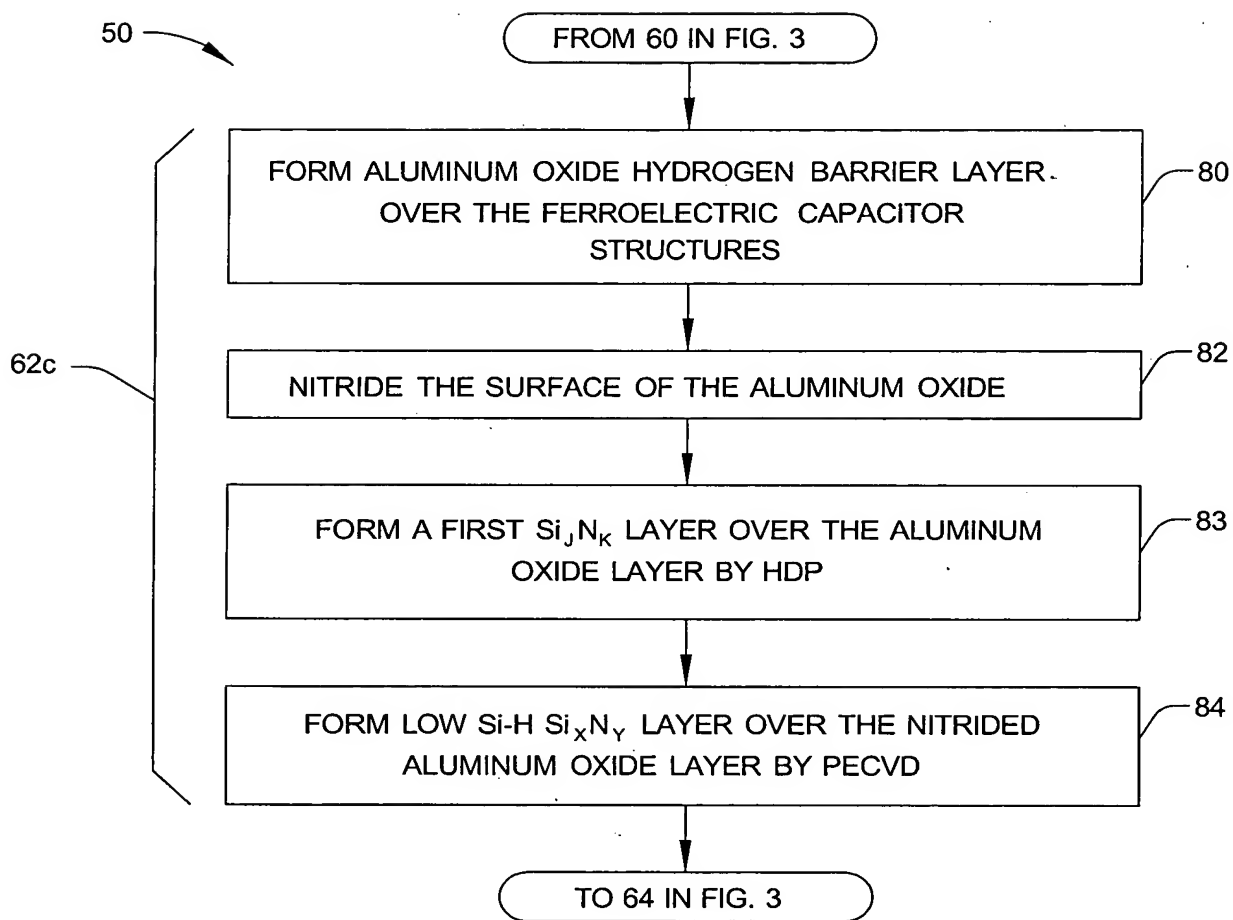 50
FROM 60 IN FIG. 3
FORM ALUMINUM OXIDE HYDROGEN BARRIER LAYER
OVER THE FERROELECTRIC CAPACITOR
STRUCTURES
80
62c
NITRIDE THE SURFACE OF THE ALUMINUM OXIDE
82
FORM A FIRST Si_JN_K LAYER OVER THE ALUMINUM
OXIDE LAYER BY HDP
83
FORM LOW Si-H Si_XN_Y LAYER OVER THE NITRIDED
ALUMINUM OXIDE LAYER BY PECVD
84
TO 64 IN FIG. 3